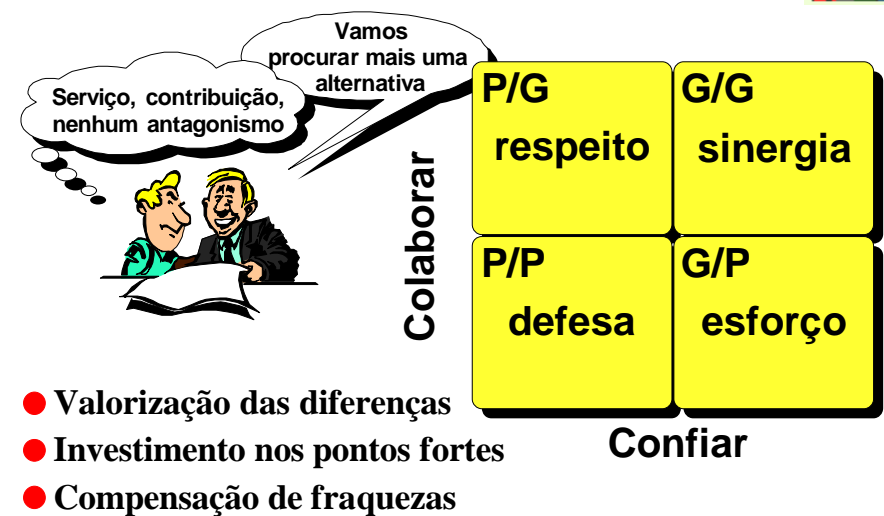 Vamos
procurar mais uma
alternativa
Serviço, contribuição,
nenhum antagonismo
P/G
respeito
G/G
sinergia
Colaborar
P/P
defesa
G/P
esforço
Confiar
Valorização das diferenças
Investimento nos pontos fortes
Compensação de fraquezas